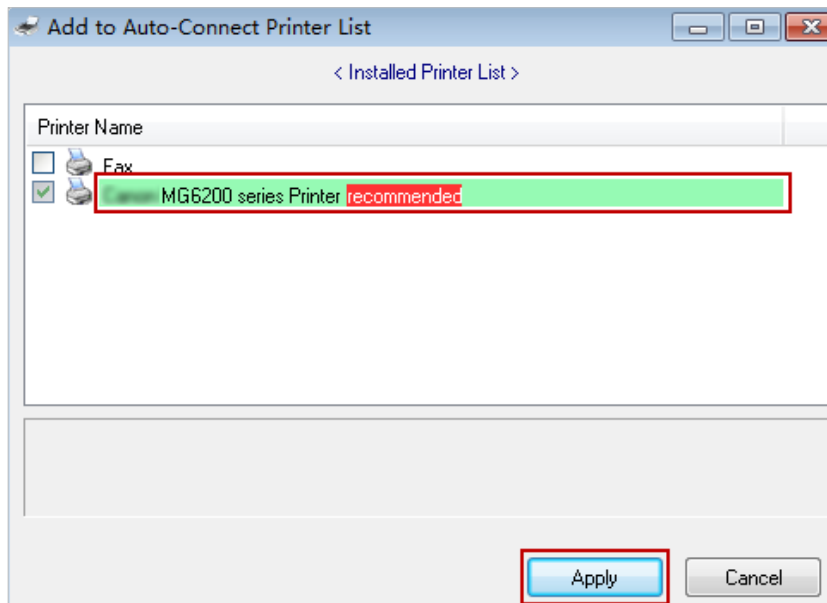 Add to Auto-Connect Printer List
< Installed Printer List >
Printer Name
Fax
MG6200 series Printer recommended
Apply
Cancel